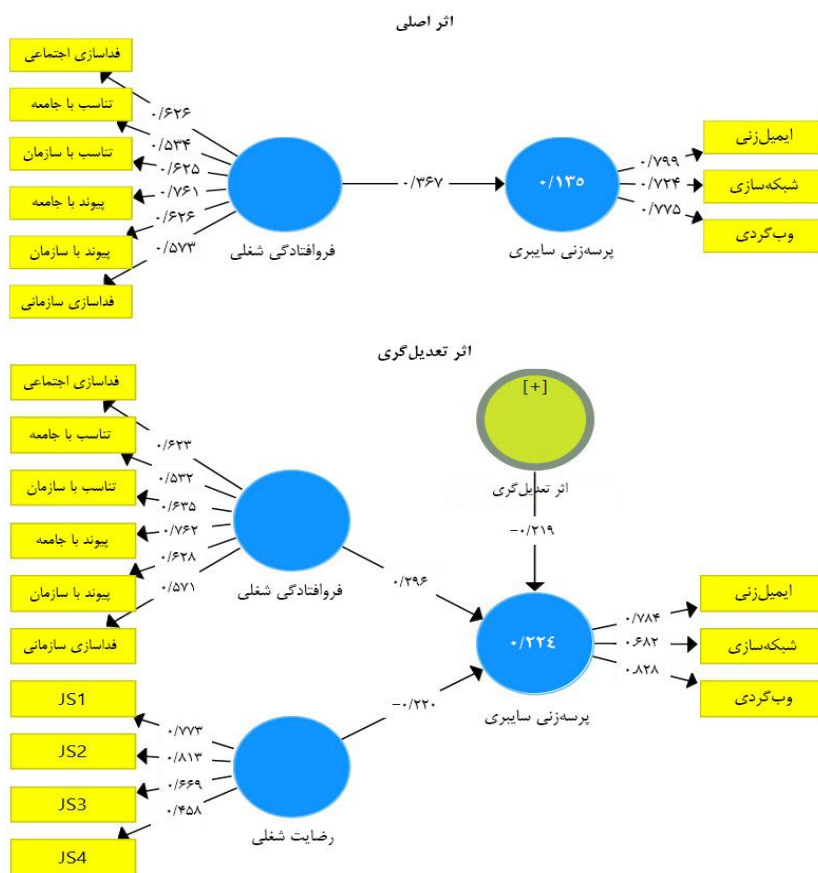 اثر اصلی
فداسازی اجتماعی
تناسب با جامعه
تناسب با سازمان
پیوند با جامعه
پیوند با سازمان
فداسازی سازمانی
۰/۶۲۶
۰/۵۳۴
۰/۶۲۵
۰/۷۶۱
۰/۶۲۶
۰/۵۷۳
فروافتادگی شغلی
۰/۳۶۷
۰/۱۳۵
پرسه‌زنی سایبری
۰/۷۹۹
۰/۷۲۴
۰/۷۷۵
ایمیل‌زنی
شبکه‌سازی
وب‌گردی
اثر تعدیل‌گری
فداسازی اجتماعی
تناسب با جامعه
تناسب با سازمان
پیوند با جامعه
پیوند با سازمان
فداسازی سازمانی
۰/۶۲۳
۰/۵۳۲
۰/۶۳۵
۰/۷۶۲
۰/۶۲۸
۰/۵۷۱
فروافتادگی شغلی
[+]
اثر تعدیل‌گری
−۰/۲۱۹
۰/۲۹۶
۰/۲۲٤
پرسه‌زنی سایبری
۰/۷۸۴
۰.۶۸۲
۰.۸۲۸
ایمیل‌زنی
شبکه‌سازی
وب‌گردی
−۰/۲۲۰
JS1
JS2
JS3
JS4
۰/۷۷۳
۰/۸۱۳
۰/۶۶۹
۰/۴۵۸
رضایت شغلی